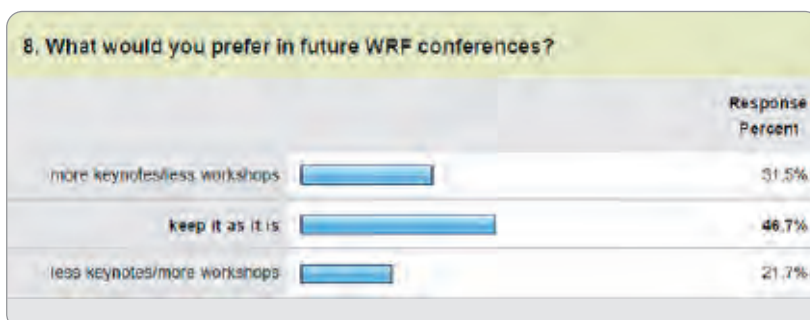 8. What would you prefer in future WRF conferences?
Response
Percent
more keynotes/less workshops 31.5%
keep it as it is 46.7%
less keynotes/more workshops 21.7%